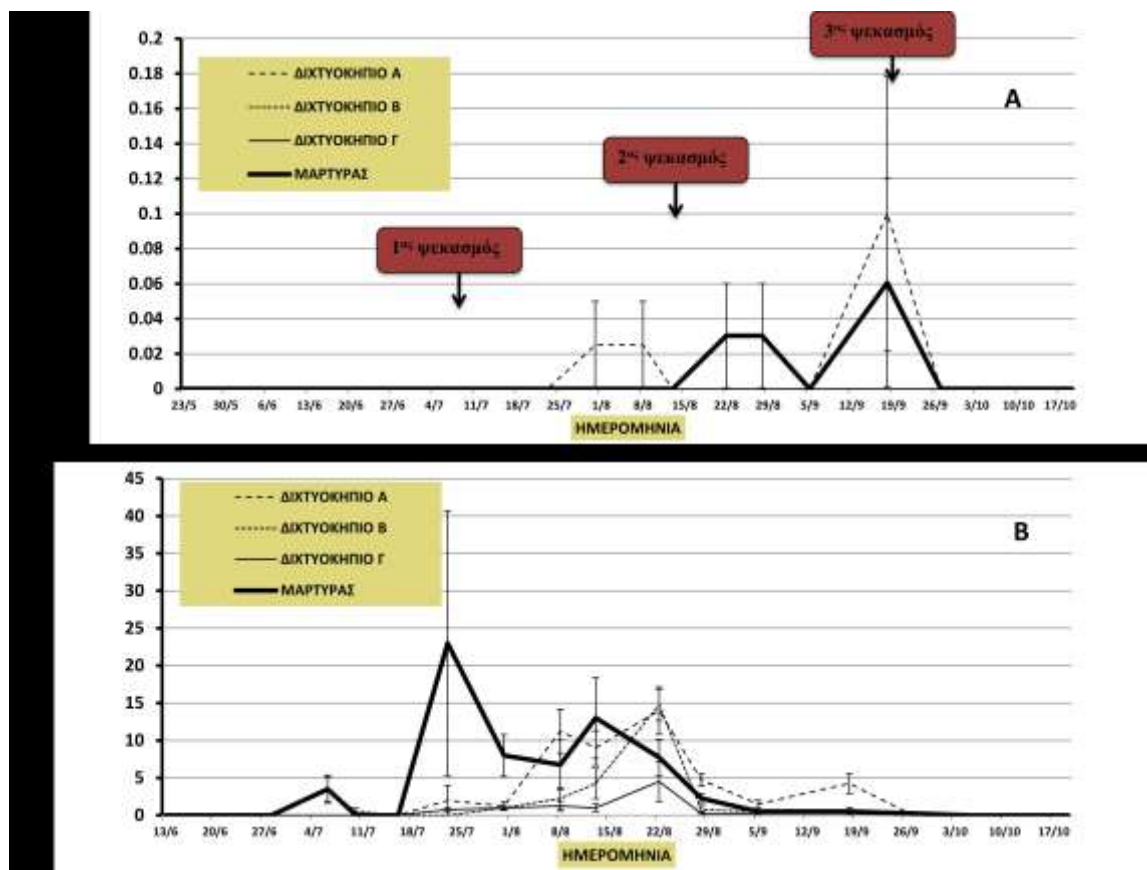 3ος ψεκασμός
0.2
ΔΙΧΤΥΟΚΗΠΙΟ Α
ΔΙΧΤΥΟΚΗΠΙΟ Β
ΔΙΧΤΥΟΚΗΠΙΟ Γ
ΜΑΡΤΥΡΑΣ
A
0.18
0.16
0.14
2ος ψεκασμός
0.12
0.1
1ος ψεκασμός
0.08
0.06
0.04
0.02
0
23/5 30/5 6/6 13/6 20/6 27/6 4/7 11/7 18/7 25/7 1/8 8/8 15/8 22/8 29/8 5/9 12/9 19/9 26/9 3/10 10/10 17/10
ΗΜΕΡΟΜΗΝΙΑ
45
ΔΙΧΤΥΟΚΗΠΙΟ Α
ΔΙΧΤΥΟΚΗΠΙΟ Β
ΔΙΧΤΥΟΚΗΠΙΟ Γ
ΜΑΡΤΥΡΑΣ
B
40
35
30
25
20
15
10
5
0
13/6 20/6 27/6 4/7 11/7 18/7 25/7 1/8 8/8 15/8 22/8 29/8 5/9 12/9 19/9 26/9 3/10 10/10 17/10
ΗΜΕΡΟΜΗΝΙΑ